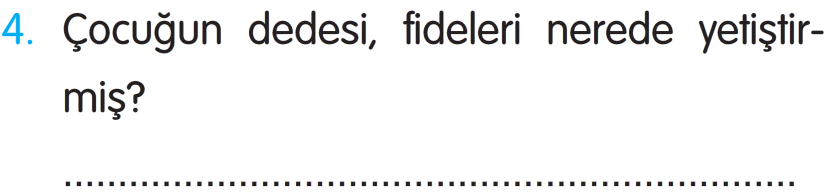 4. Çocuğun dedesi, fideleri nerede yetiştir-
miş?
..................................................................